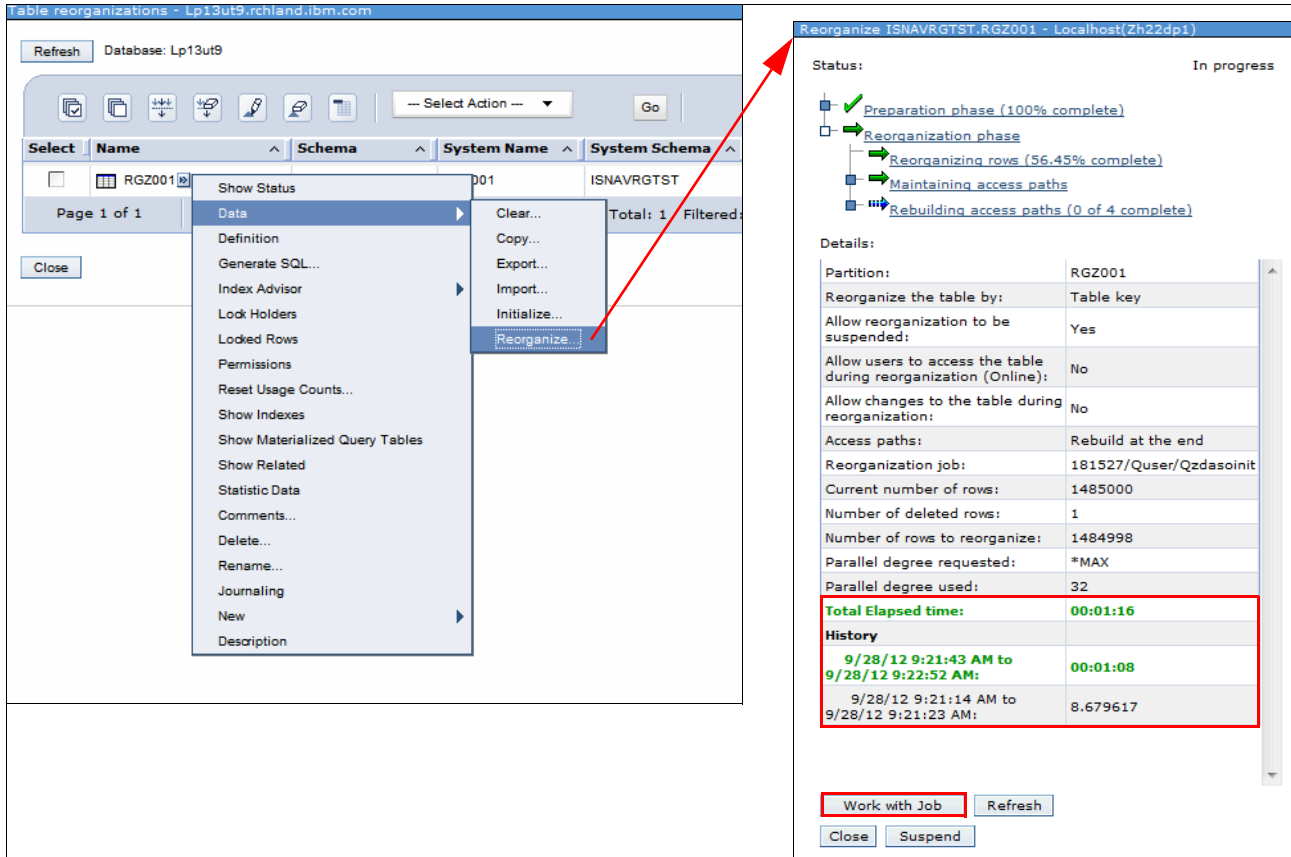 Table reorganizations - Lp13ut9.rchland.ibm.com
Refresh Database: Lp13ut9
--- Select Action --- Go
Select Name Schema System Name System Schema
RGZ001 001 ISNAVRGTST
Page 1 of 1 Total: 1 Filtered:
Close
Show Status
Data
Definition
Generate SQL...
Index Advisor
Lock Holders
Locked Rows
Permissions
Reset Usage Counts...
Show Indexes
Show Materialized Query Tables
Show Related
Statistic Data
Comments...
Delete...
Rename...
Journaling
New
Description
Clear...
Copy...
Export...
Import...
Initialize...
Reorganize...
Reorganize ISNAVRGTST.RGZ001 - Localhost(Zh22dp1)
Status: In progress
Preparation phase (100% complete)
Reorganization phase
Reorganizing rows (56.45% complete)
Maintaining access paths
Rebuilding access paths (0 of 4 complete)
Details:
Partition: RGZ001
Reorganize the table by: Table key
Allow reorganization to be
suspended: Yes
Allow users to access the table
during reorganization (Online): No
Allow changes to the table during
reorganization: No
Access paths: Rebuild at the end
Reorganization job: 181527/Quser/Qzdasoinit
Current number of rows: 1485000
Number of deleted rows: 1
Number of rows to reorganize: 1484998
Parallel degree requested: *MAX
Parallel degree used: 32
Total Elapsed time: 00:01:16
History
9/28/12 9:21:43 AM to
9/28/12 9:22:52 AM: 00:01:08
9/28/12 9:21:14 AM to
9/28/12 9:21:23 AM: 8.679617
Work with Job Refresh
Close Suspend